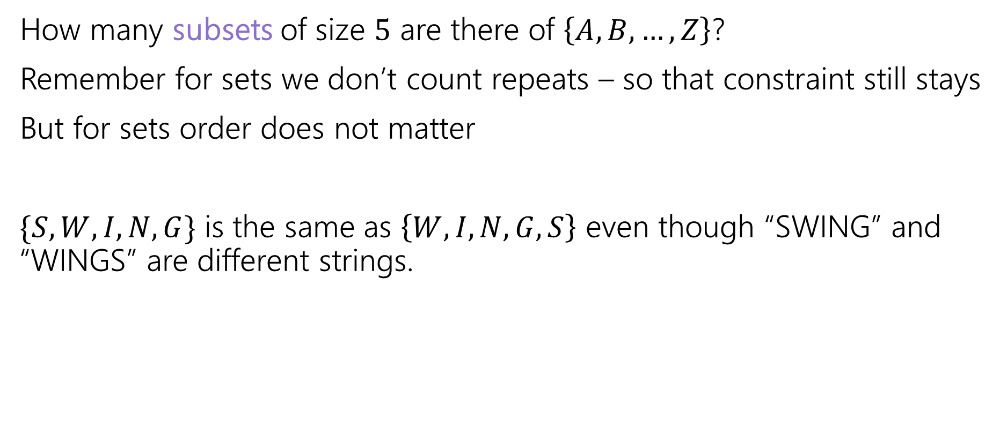 How many subsets of size 5 are there of {A, B, … , Z}?
Remember for sets we don’t count repeats – so that constraint still stays
But for sets order does not matter
{S, W, I, N, G} is the same as {W, I, N, G, S} even though “SWING” and
“WINGS” are different strings.